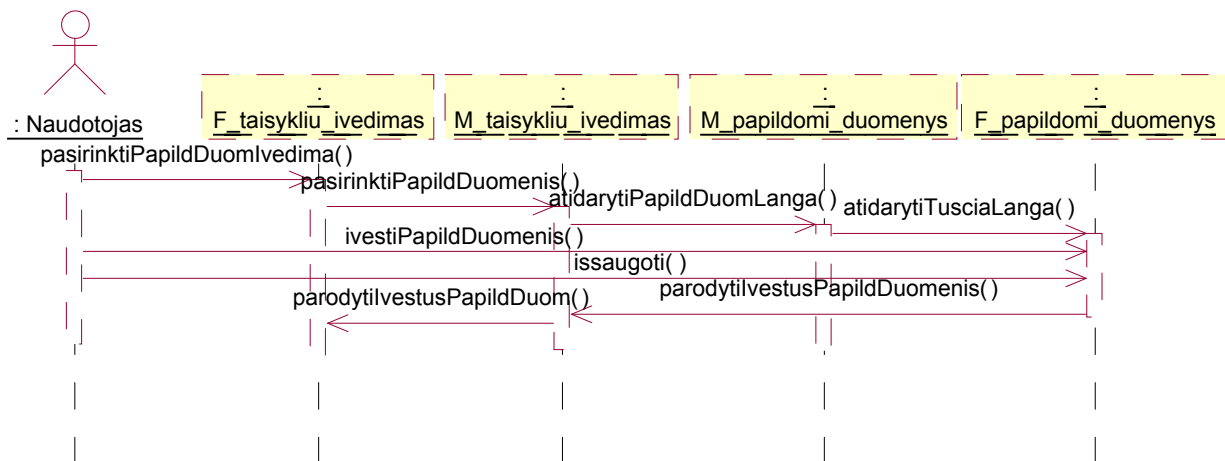 : Naudotojas
:
F_taisykliu_ivedimas
:
M_taisykliu_ivedimas
:
M_papildomi_duomenys
:
F_papildomi_duomenys
pasirinktiPapildDuomIvedima( )
pasirinktiPapildDuomenis( )
atidarytiPapildDuomLanga( )
atidarytiTusciaLanga( )
ivestiPapildDuomenis( )
issaugoti( )
parodytiIvestusPapildDuomenis( )
parodytiIvestusPapildDuom( )